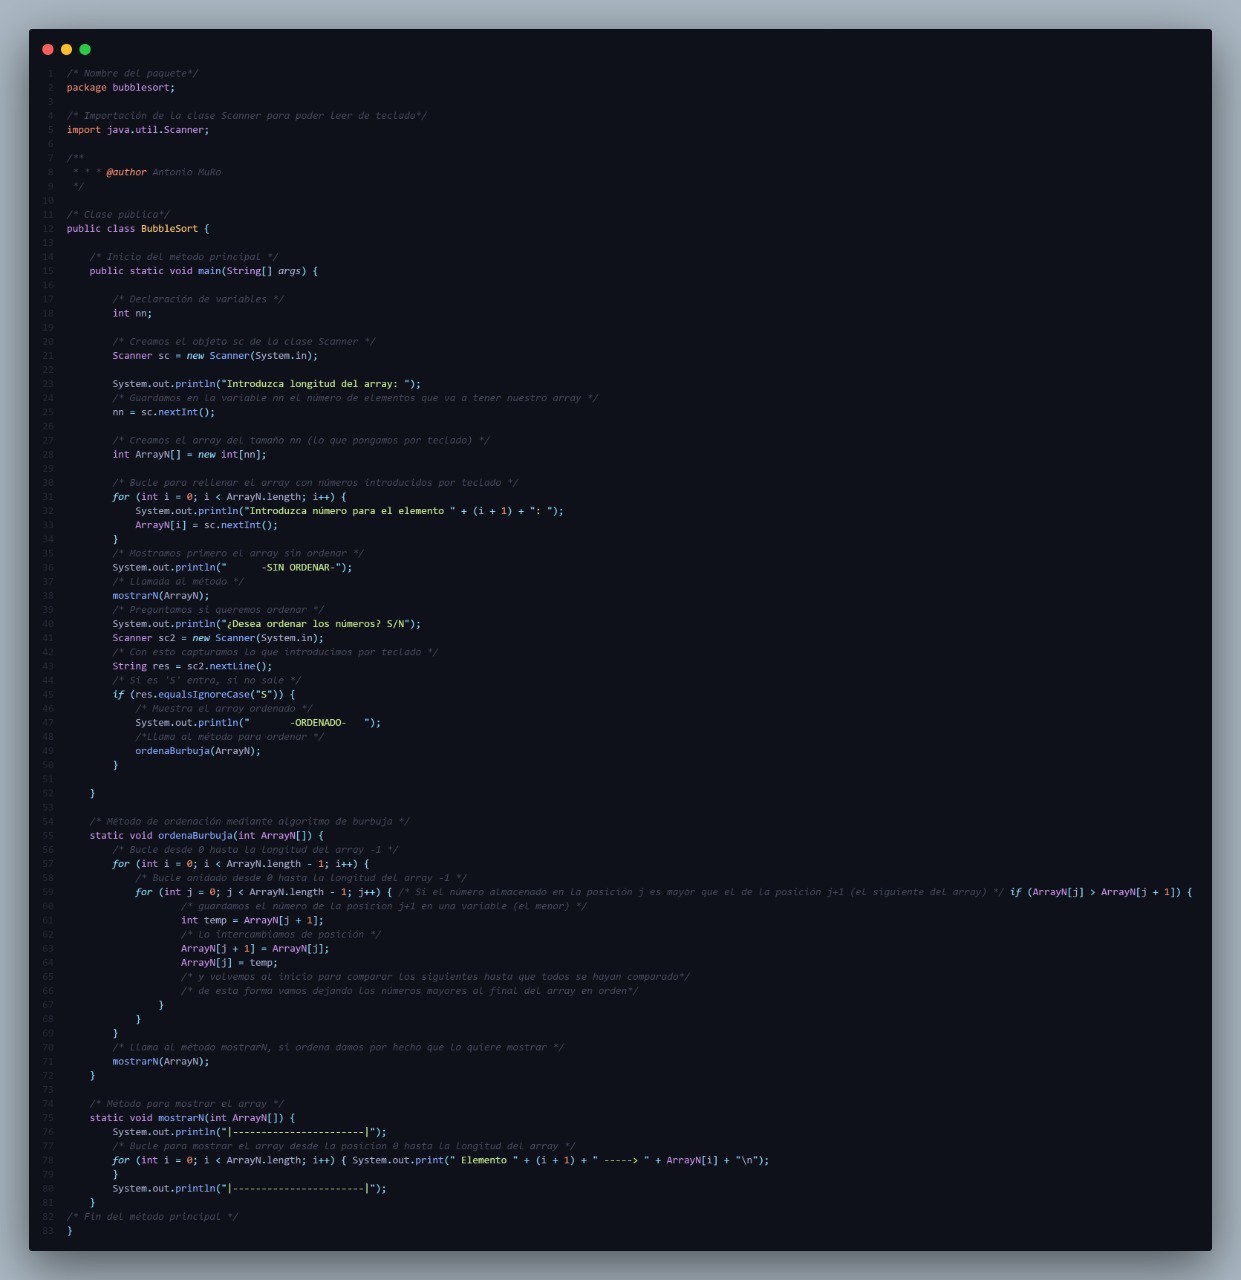 1 /* Nombre del paquete*/
2 package bubblesort;
3
4 /* Importación de la clase Scanner para poder leer de teclado*/
5 import java.util.Scanner;
6
7 /**
8 * * * @author Antonio MuRo
9 */
10
11 /* Clase pública*/
12 public class BubbleSort {
13
14 /* Inicio del método principal */
15 public static void main(String[] args) {
16
17 /* Declaración de variables */
18 int nn;
19
20 /* Creamos el objeto sc de la clase Scanner */
21 Scanner sc = new Scanner(System.in);
22
23 System.out.println("Introduzca longitud del array: ");
24 /* Guardamos en la variable nn el número de elementos que va a tener nuestro array */
25 nn = sc.nextInt();
26
27 /* Creamos el array del tamaño nn (lo que pongamos por teclado) */
28 int ArrayN[] = new int[nn];
29
30 /* Bucle para rellenar el array con números introducidos por teclado */
31 for (int i = 0; i < ArrayN.length; i++) {
32 System.out.println("Introduzca número para el elemento " + (i + 1) + ": ");
33 ArrayN[i] = sc.nextInt();
34 }
35 /* Mostramos primero el array sin ordenar */
36 System.out.println("      -SIN ORDENAR-");
37 /* Llamada al método */
38 mostrarN(ArrayN);
39 /* Preguntamos si queremos ordenar */
40 System.out.println("¿Desea ordenar los números? S/N");
41 Scanner sc2 = new Scanner(System.in);
42 /* Con esto capturamos lo que introducimos por teclado */
43 String res = sc2.nextLine();
44 /* Si es 'S' entra, si no sale */
45 if (res.equalsIgnoreCase("S")) {
46 /* Muestra el array ordenado */
47 System.out.println("       -ORDENADO-   ");
48 /*Llama al método para ordenar */
49 ordenaBurbuja(ArrayN);
50 }
51
52 }
53
54 /* Método de ordenación mediante algoritmo de burbuja */
55 static void ordenaBurbuja(int ArrayN[]) {
56 /* Bucle desde 0 hasta la longitud del array -1 */
57 for (int i = 0; i < ArrayN.length - 1; i++) {
58 /* Bucle anidado desde 0 hasta la longitud del array -1 */
59 for (int j = 0; j < ArrayN.length - 1; j++) { /* Si el número almacenado en la posición j es mayor que el de la posición j+1 (el siguiente del array) */ if (ArrayN[j] > ArrayN[j + 1]) {
60 /* guardamos el número de la posicion j+1 en una variable (el menor) */
61 int temp = ArrayN[j + 1];
62 /* Lo intercambiamos de posición */
63 ArrayN[j + 1] = ArrayN[j];
64 ArrayN[j] = temp;
65 /* y volvemos al inicio para comparar los siguientes hasta que todos se hayan comparado*/
66 /* de esta forma vamos dejando los números mayores al final del array en orden*/
67 }
68 }
69 }
70 /* Llama al método mostrarN, si ordena damos por hecho que lo quiere mostrar */
71 mostrarN(ArrayN);
72 }
73
74 /* Método para mostrar el array */
75 static void mostrarN(int ArrayN[]) {
76 System.out.println("|-----------------------|");
77 /* Bucle para mostrar el array desde la posicion 0 hasta la longitud del array */
78 for (int i = 0; i < ArrayN.length; i++) { System.out.print(" Elemento " + (i + 1) + " -----> " + ArrayN[i] + "\n");
79 }
80 System.out.println("|-----------------------|");
81 }
82 /* Fin del método principal */
83 }